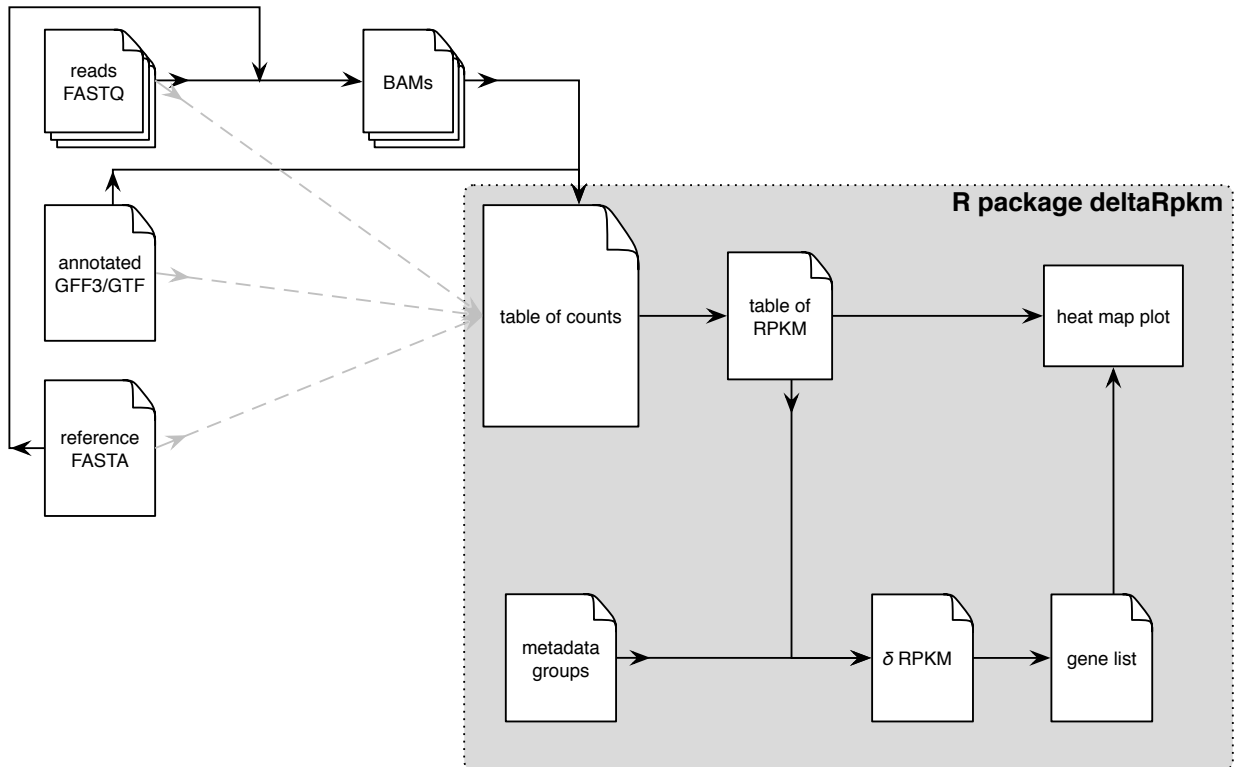 reads
FASTQ
BAMs
R package deltaRpkm
annotated
GFF3/GTF
table of counts
table of
RPKM
heat map plot
reference
FASTA
metadada
groups
δ RPKM
gene list